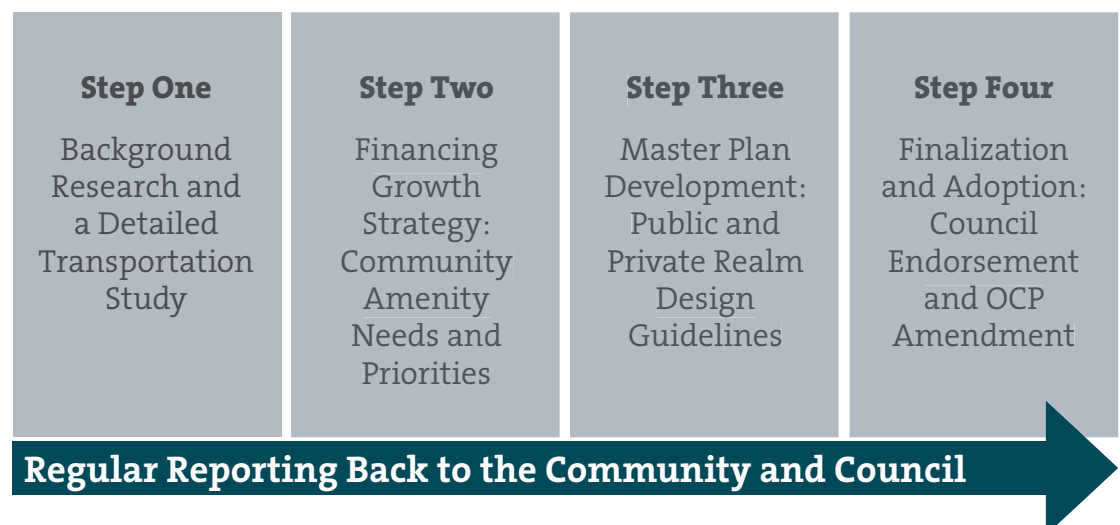 Step One
Background
Research and
a Detailed
Transportation
Study
Step Two
Financing
Growth
Strategy:
Community
Amenity
Needs and
Priorities
Step Three
Master Plan
Development:
Public and
Private Realm
Design
Guidelines
Step Four
Finalization
and Adoption:
Council
Endorsement
and OCP
Amendment
Regular Reporting Back to the Community and Council